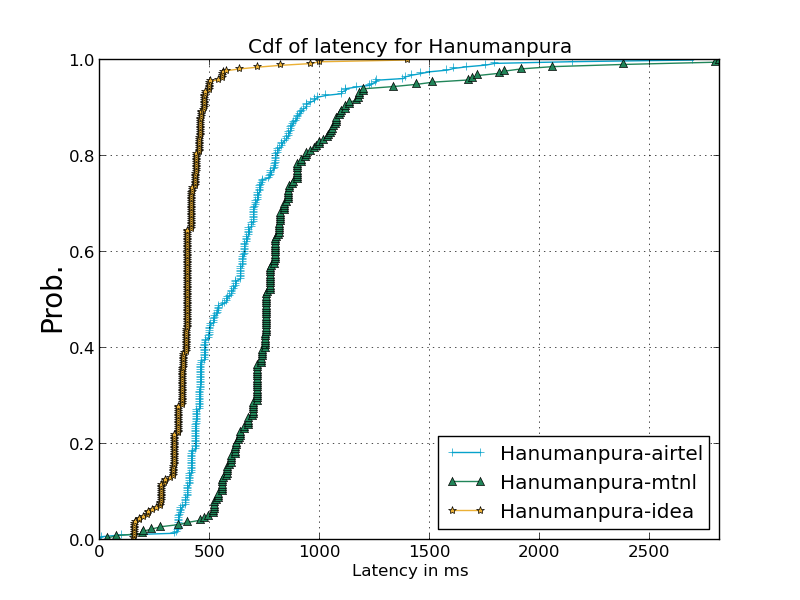 Cdf of latency for Hanumanpura
1.0
0.8
0.6
0.4
0.2
0.0
Prob.
0 500 1000 1500 2000 2500
Latency in ms
Hanumanpura-airtel
Hanumanpura-mtnl
Hanumanpura-idea